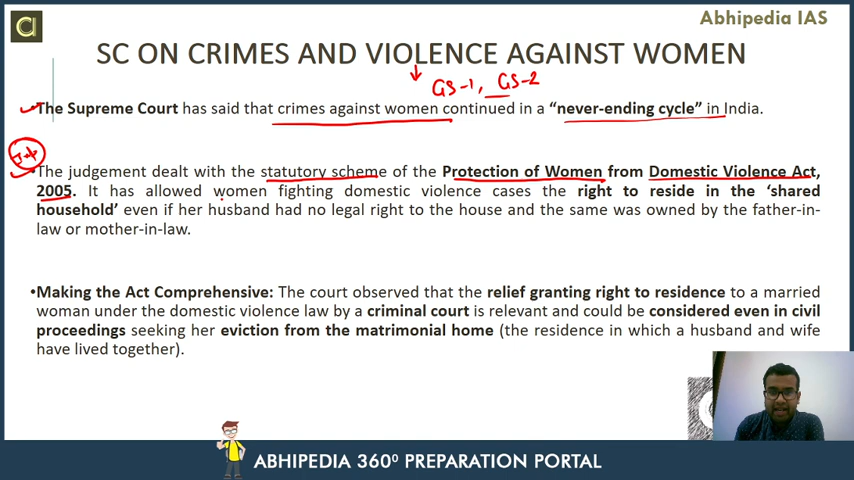 Abhipedia IAS
SC ON CRIMES AND VIOLENCE AGAINST WOMEN
GS-1, GS-2
•The Supreme Court has said that crimes against women continued in a “never-ending cycle” in India.
•The judgement dealt with the statutory scheme of the Protection of Women from Domestic Violence Act,
2005. It has allowed women fighting domestic violence cases the right to reside in the ‘shared
household’ even if her husband had no legal right to the house and the same was owned by the father-in-
law or mother-in-law.
•Making the Act Comprehensive: The court observed that the relief granting right to residence to a married
woman under the domestic violence law by a criminal court is relevant and could be considered even in civil
proceedings seeking her eviction from the matrimonial home (the residence in which a husband and wife
have lived together).
ABHIPEDIA 360⁰ PREPARATION PORTAL